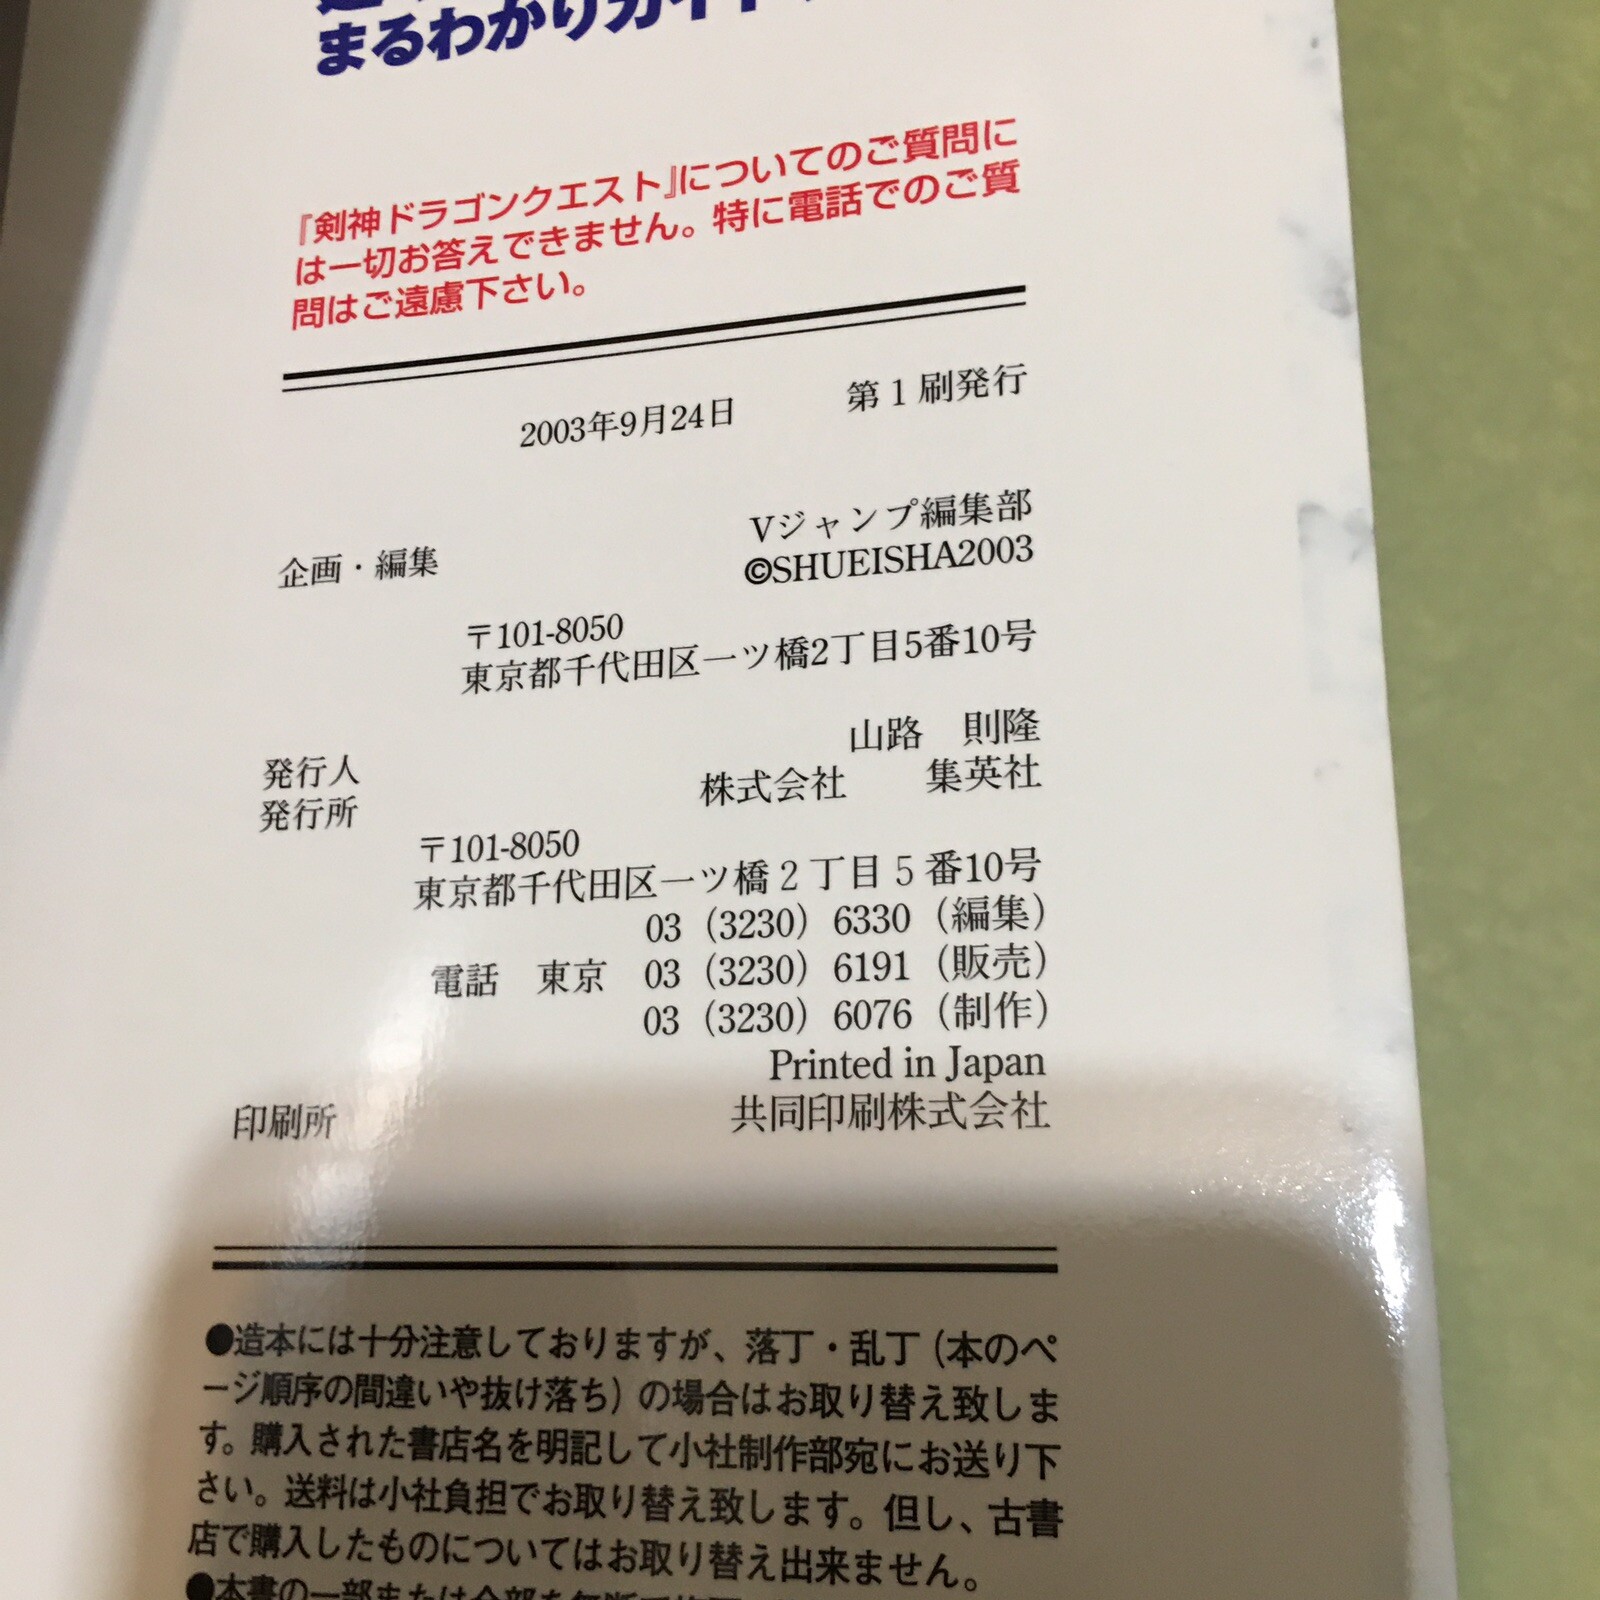 まるわかりガイド
『剣神ドラゴンクエスト』についてのご質問に
は一切お答えできません。特に電話でのご質
問はご遠慮下さい。
2003年9月24日 第1刷発行
企画・編集 Vジャンプ編集部
©SHUEISHA2003
〒101-8050
東京都千代田区一ツ橋2丁目5番10号
発行人 山路 則隆
発行所 株式会社 集英社
〒101-8050
東京都千代田区一ツ橋2丁目5番10号
03（3230）6330（編集）
電話 東京 03（3230）6191（販売）
03（3230）6076（制作）
Printed in Japan
印刷所 共同印刷株式会社
●造本には十分注意しておりますが、落丁・乱丁（本のペ
ージ順序の間違いや抜け落ち）の場合はお取り替え致しま
す。購入された書店名を明記して小社制作部宛にお送り下
さい。送料は小社負担でお取り替え致します。但し、古書
店で購入したものについてはお取り替え出来ません。
●本書の一部または全部を無断で